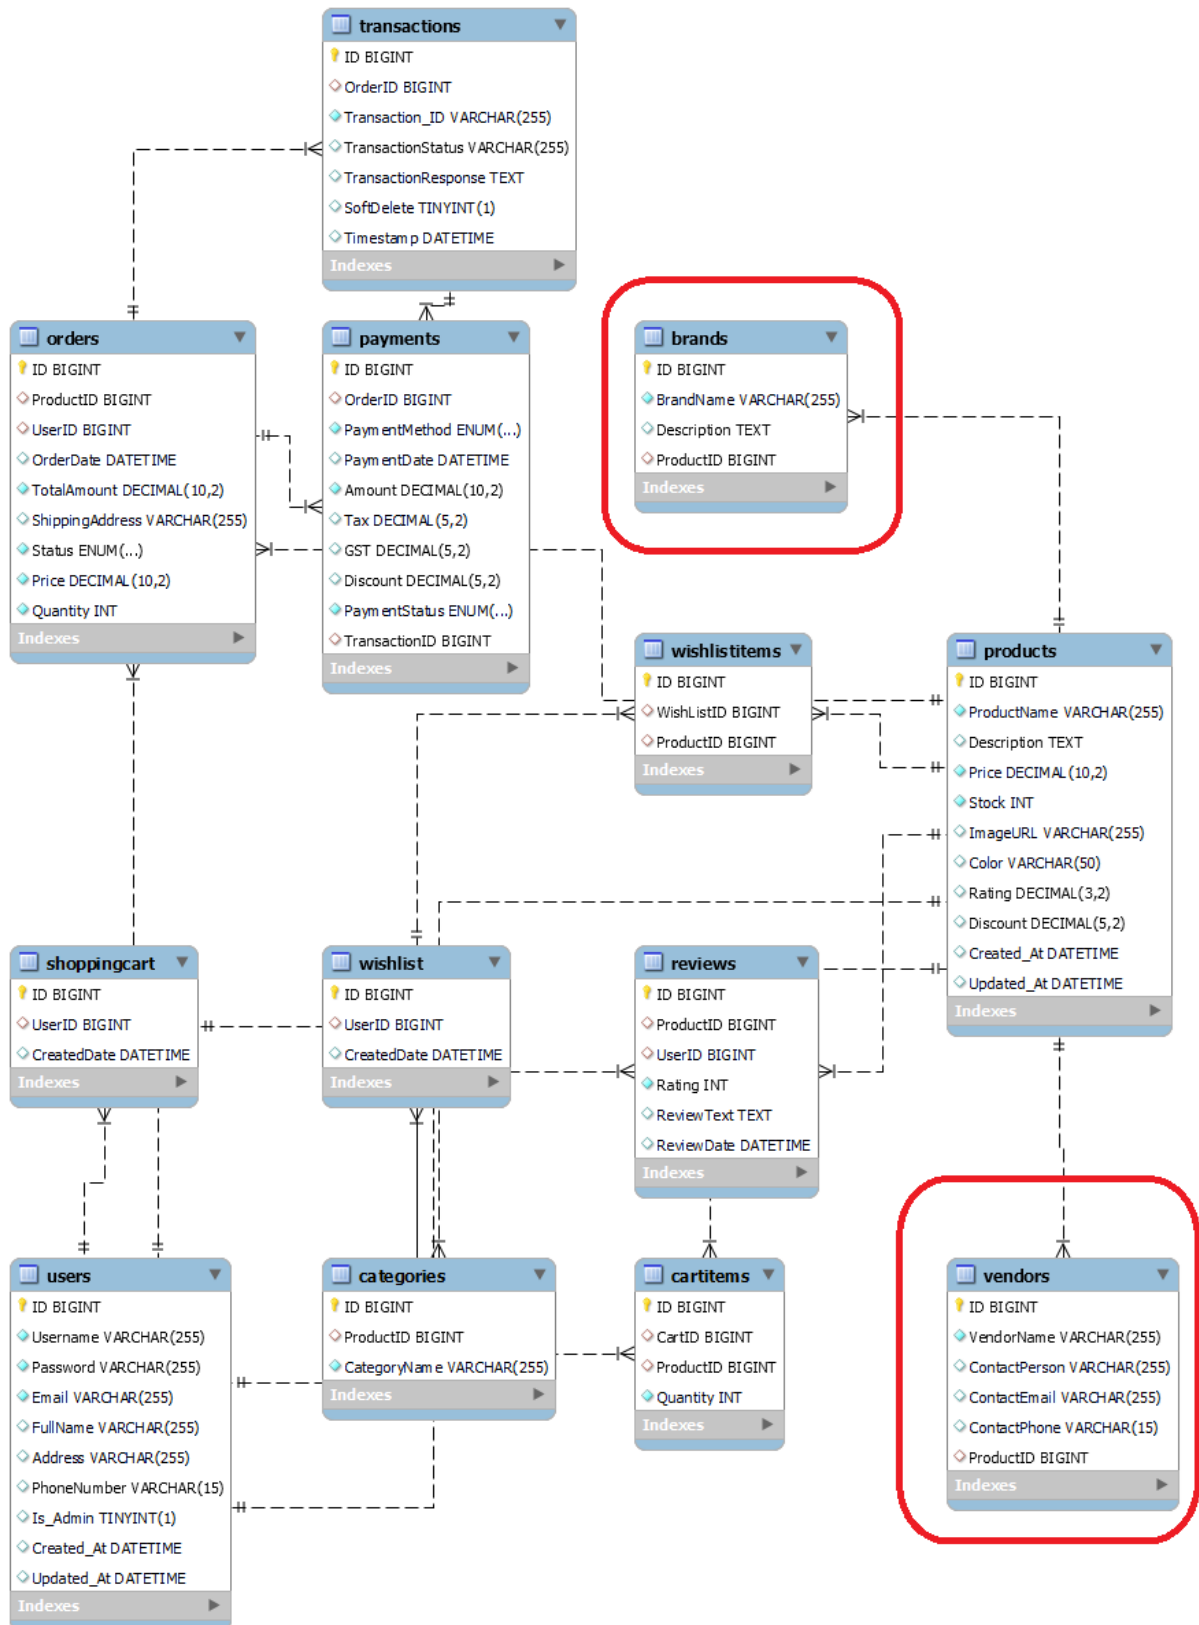 transactions
ID BIGINT
OrderID BIGINT
Transaction_ID VARCHAR(255)
TransactionStatus VARCHAR(255)
TransactionResponse TEXT
SoftDelete TINYINT(1)
Timestamp DATETIME
Indexes
orders
ID BIGINT
ProductID BIGINT
UserID BIGINT
OrderDate DATETIME
TotalAmount DECIMAL(10,2)
ShippingAddress VARCHAR(255)
Status ENUM(...)
Price DECIMAL(10,2)
Quantity INT
Indexes
payments
ID BIGINT
OrderID BIGINT
PaymentMethod ENUM(...)
PaymentDate DATETIME
Amount DECIMAL(10,2)
Tax DECIMAL(5,2)
GST DECIMAL(5,2)
Discount DECIMAL(5,2)
PaymentStatus ENUM(...)
TransactionID BIGINT
Indexes
brands
ID BIGINT
BrandName VARCHAR(255)
Description TEXT
ProductID BIGINT
Indexes
wishlistitems
ID BIGINT
WishListID BIGINT
ProductID BIGINT
Indexes
products
ID BIGINT
ProductName VARCHAR(255)
Description TEXT
Price DECIMAL(10,2)
Stock INT
ImageURL VARCHAR(255)
Color VARCHAR(50)
Rating DECIMAL(3,2)
Discount DECIMAL(5,2)
Created_At DATETIME
Updated_At DATETIME
Indexes
shoppingcart
ID BIGINT
UserID BIGINT
CreatedDate DATETIME
Indexes
wishlist
ID BIGINT
UserID BIGINT
CreatedDate DATETIME
Indexes
reviews
ID BIGINT
ProductID BIGINT
UserID BIGINT
Rating INT
ReviewText TEXT
ReviewDate DATETIME
Indexes
users
ID BIGINT
Username VARCHAR(255)
Password VARCHAR(255)
Email VARCHAR(255)
FullName VARCHAR(255)
Address VARCHAR(255)
PhoneNumber VARCHAR(15)
Is_Admin TINYINT(1)
Created_At DATETIME
Updated_At DATETIME
Indexes
categories
ID BIGINT
ProductID BIGINT
CategoryName VARCHAR(255)
Indexes
cartitems
ID BIGINT
CartID BIGINT
ProductID BIGINT
Quantity INT
Indexes
vendors
ID BIGINT
VendorName VARCHAR(255)
ContactPerson VARCHAR(255)
ContactEmail VARCHAR(255)
ContactPhone VARCHAR(15)
ProductID BIGINT
Indexes